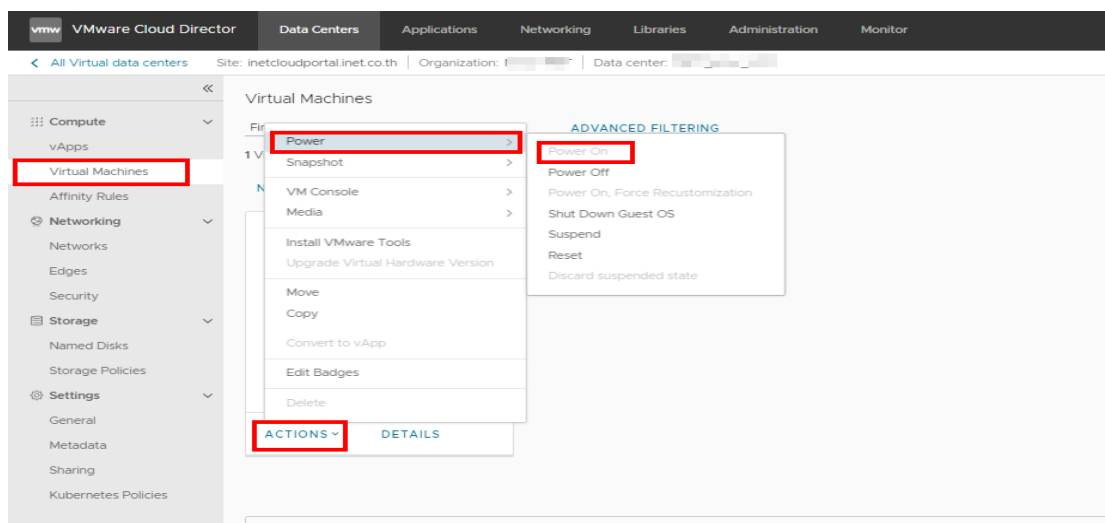 vmw VMware Cloud Director Data Centers Applications Networking Libraries Administration Monitor
< All Virtual data centers Site: inetcloudportal.inet.co.th Organization: Data center:
«
Virtual Machines
Compute
vApps
Virtual Machines
Affinity Rules
Networking
Networks
Edges
Security
Storage
Named Disks
Storage Policies
Settings
General
Metadata
Sharing
Kubernetes Policies
ADVANCED FILTERING
Power >
Snapshot >
VM Console >
Media >
Install VMware Tools
Upgrade Virtual Hardware Version
Move
Copy
Convert to vApp
Edit Badges
Delete
Power On
Power Off
Power On, Force Recustomization
Shut Down Guest OS
Suspend
Reset
Discard suspended state
ACTIONS DETAILS